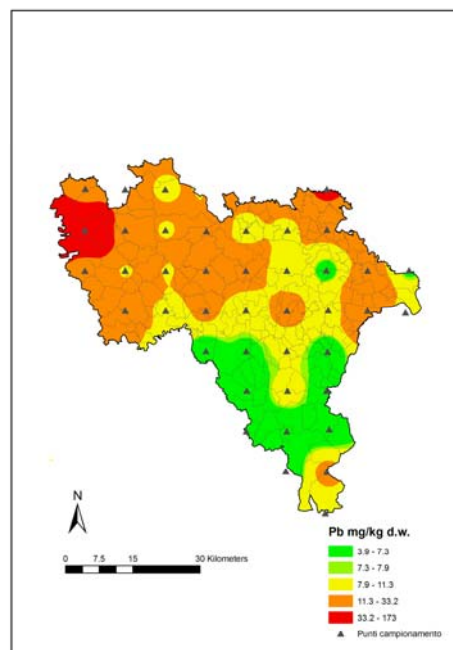 N
0 7.5 15 30 Kilometers
Pb mg/kg d.w.
3.9 - 7.3
7.3 - 7.9
7.9 - 11.3
11.3 - 33.2
33.2 - 173
Punti campionamento